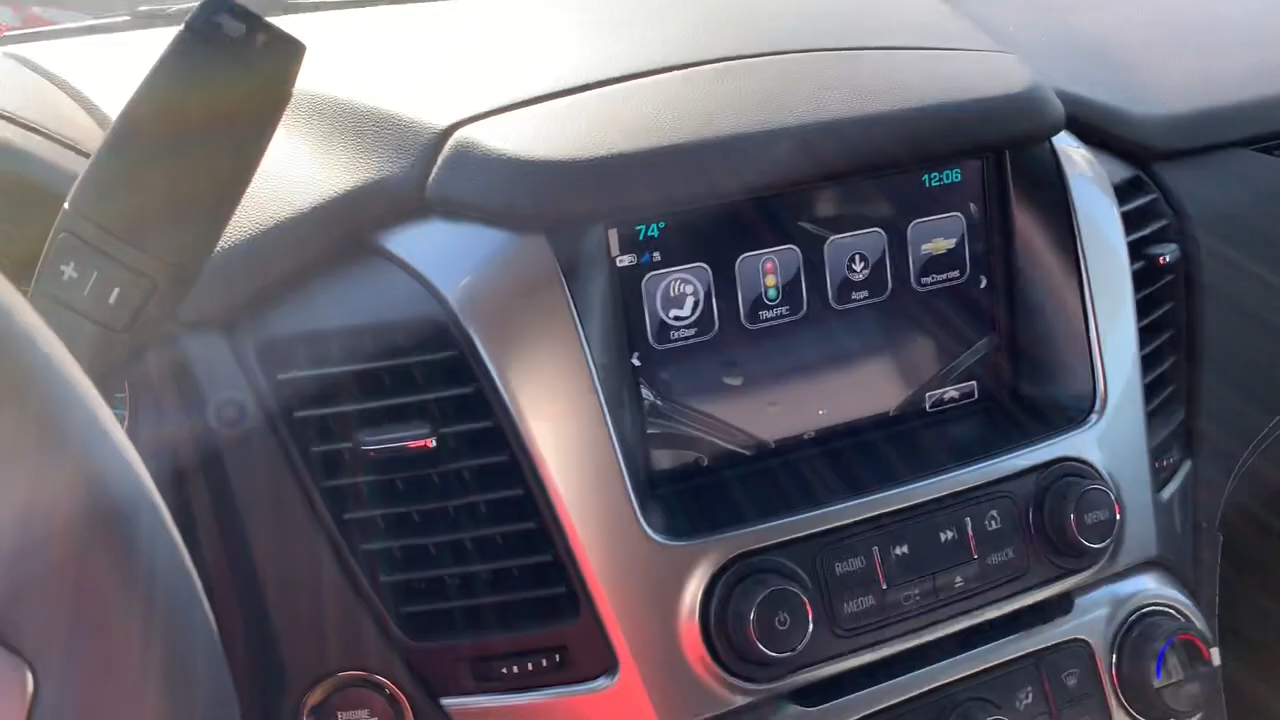 12:06
74°
OnStar
TRAFFIC
Apps
myChevrolet
RADIO
MEDIA
BACK
MENU
ENGINE